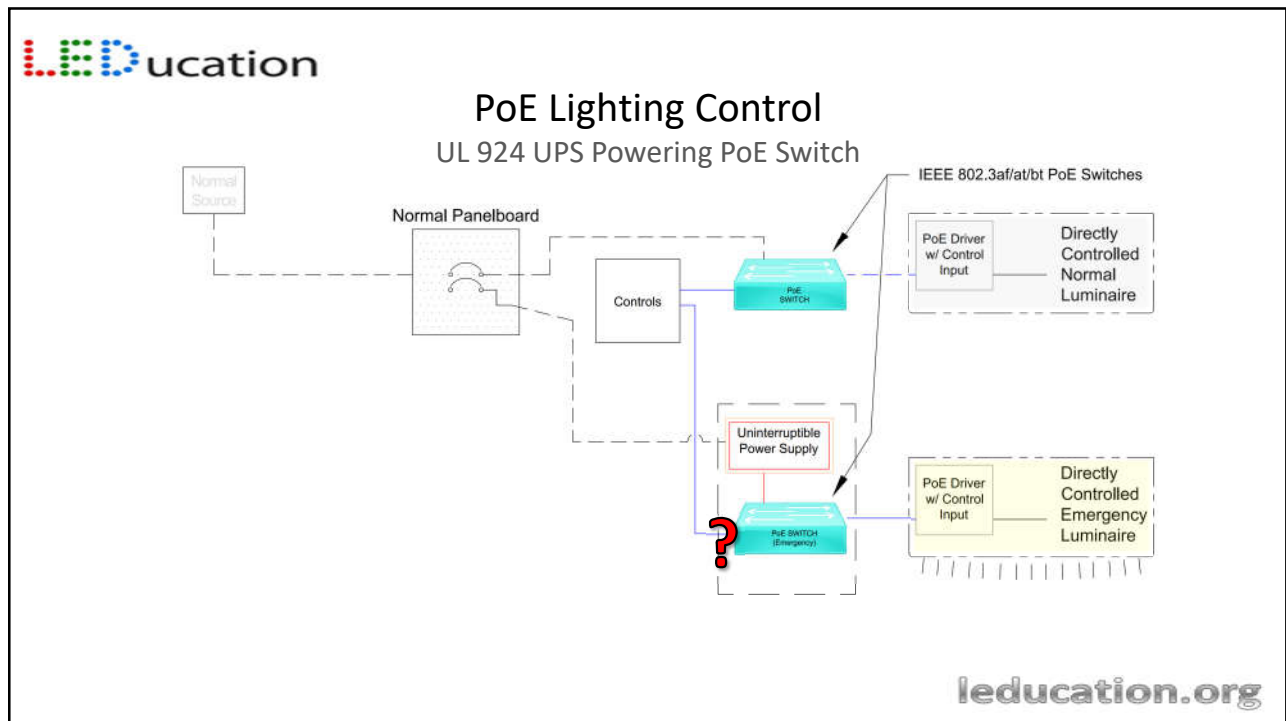 LEDucation
PoE Lighting Control
UL 924 UPS Powering PoE Switch
IEEE 802.3af/at/bt PoE Switches
Normal
Source
Normal Panelboard
Controls
PoE
SWITCH
PoE Driver
w/ Control
Input
Directly
Controlled
Normal
Luminaire
Uninterruptible
Power Supply
?
PoE SWITCH
(Emergency)
PoE Driver
w/ Control
Input
Directly
Controlled
Emergency
Luminaire
leducation.org